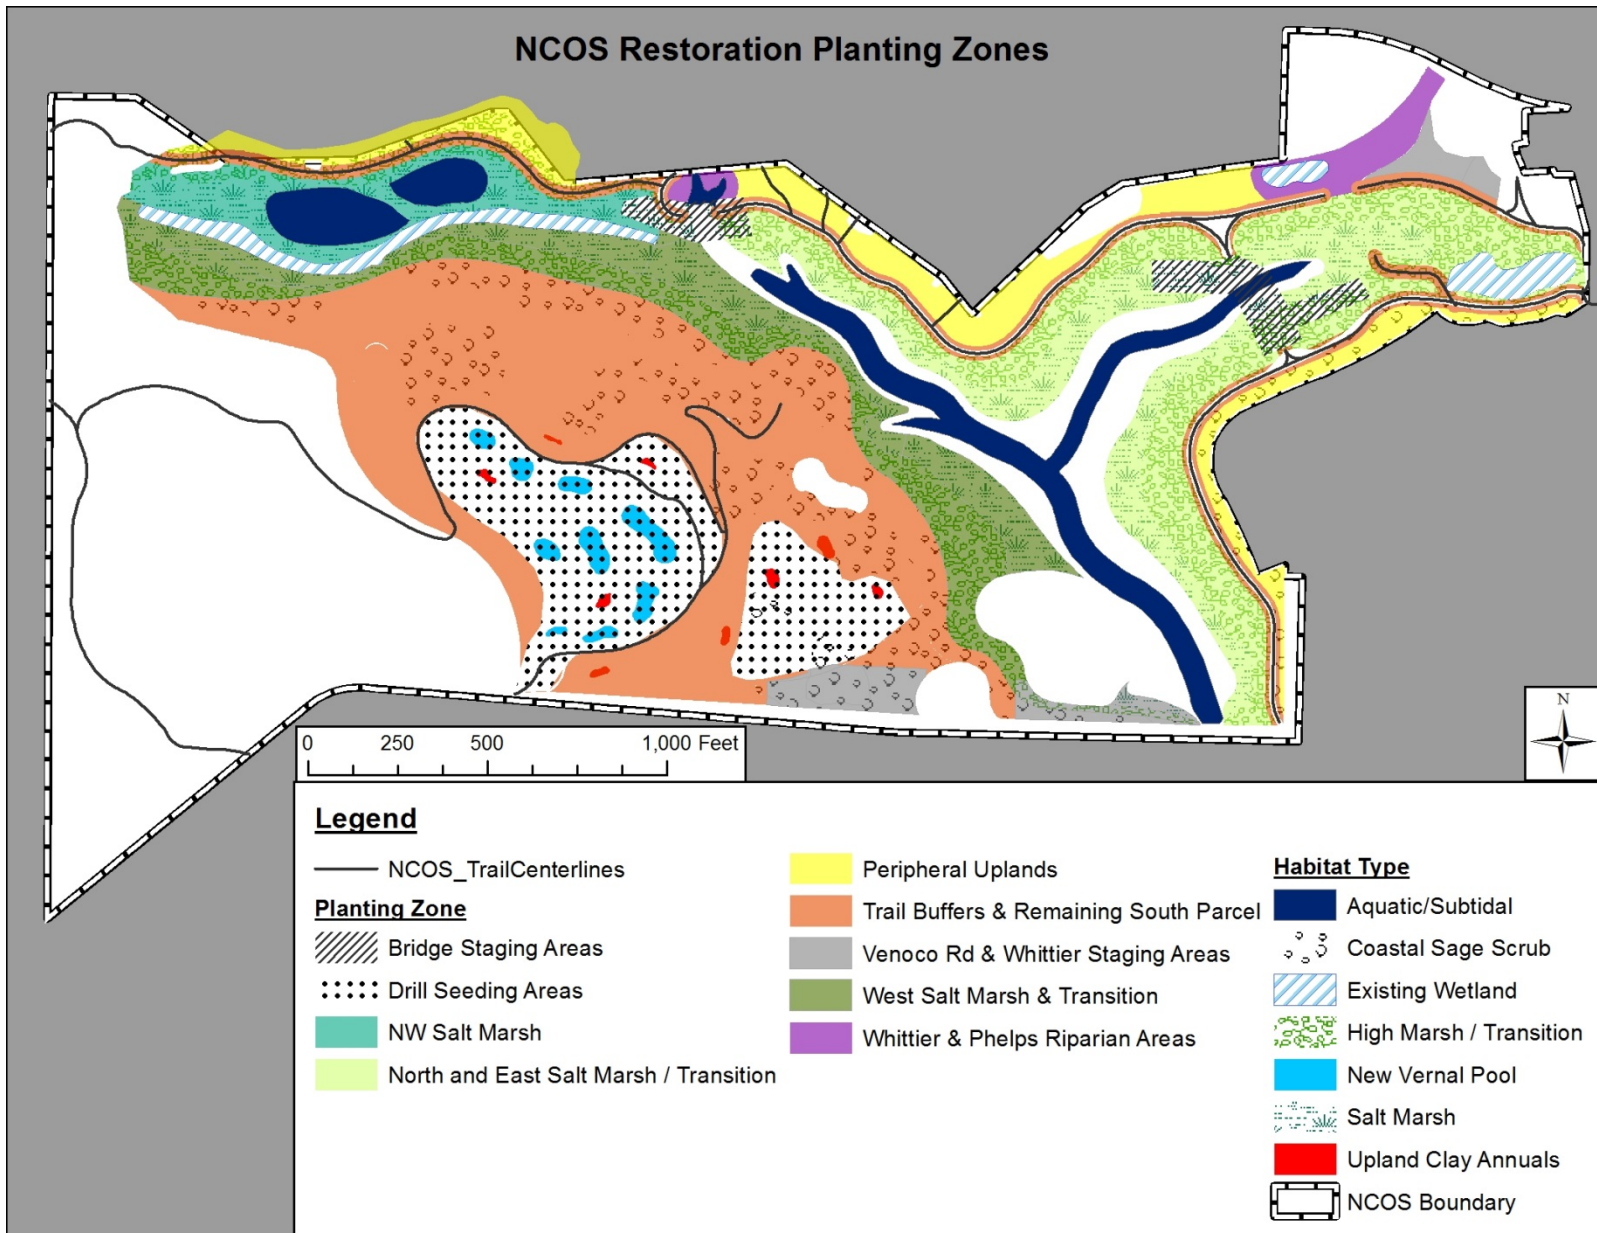 NCOS Restoration Planting Zones
N
0 250 500 1,000 Feet
Legend
NCOS_TrailCenterlines
Planting Zone
Bridge Staging Areas
Drill Seeding Areas
NW Salt Marsh
North and East Salt Marsh / Transition
Peripheral Uplands
Trail Buffers & Remaining South Parcel
Venoco Rd & Whittier Staging Areas
West Salt Marsh & Transition
Whittier & Phelps Riparian Areas
Habitat Type
Aquatic/Subtidal
Coastal Sage Scrub
Existing Wetland
High Marsh / Transition
New Vernal Pool
Salt Marsh
Upland Clay Annuals
NCOS Boundary